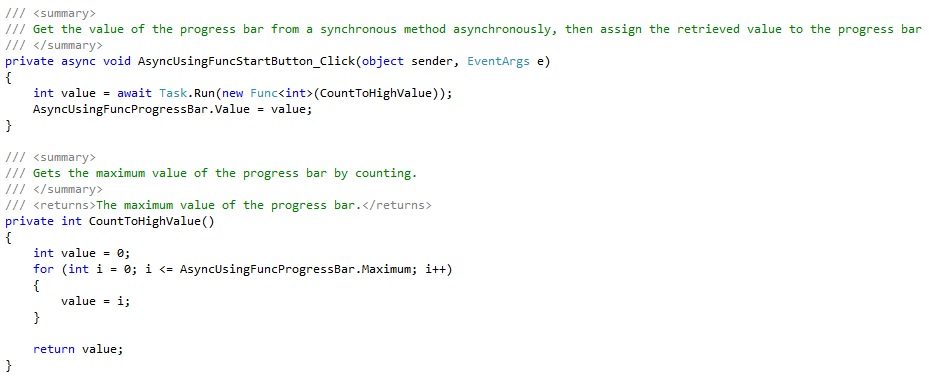 /// <summary>
/// Get the value of the progress bar from a synchronous method asynchronously, then assign the retrieved value to the progress bar
/// </summary>
private async void AsyncUsingFuncStartButton_Click(object sender, EventArgs e)
{
    int value = await Task.Run(new Func<int>(CountToHighValue));
    AsyncUsingFuncProgressBar.Value = value;
}

/// <summary>
/// Gets the maximum value of the progress bar by counting.
/// </summary>
/// <returns>The maximum value of the progress bar.</returns>
private int CountToHighValue()
{
    int value = 0;
    for (int i = 0; i <= AsyncUsingFuncProgressBar.Maximum; i++)
    {
        value = i;
    }

    return value;
}